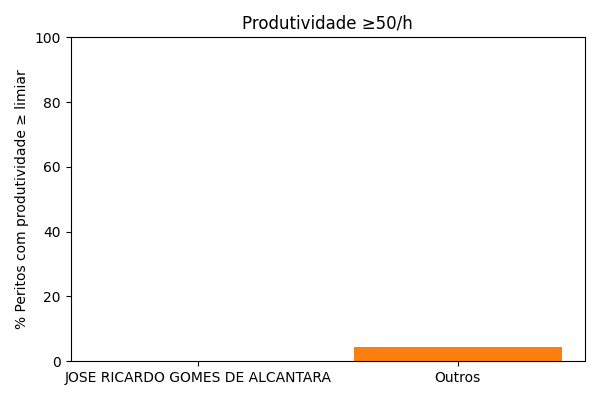 Produtividade ≥50/h
% Peritos com produtividade ≥ limiar
100
80
60
40
20
0
JOSE RICARDO GOMES DE ALCANTARA
Outros